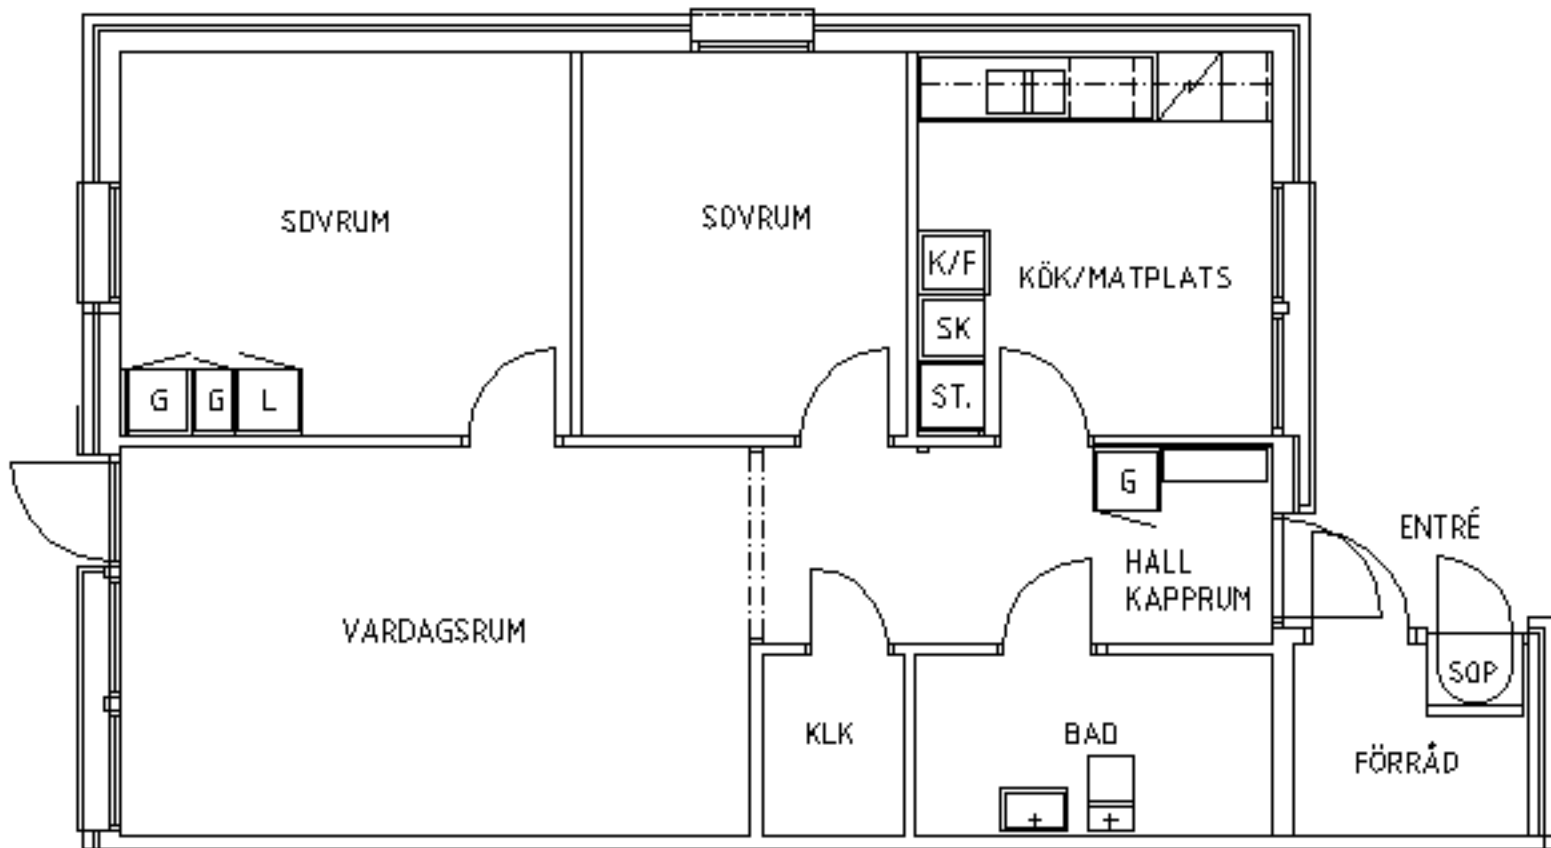 SOVRUM
SOVRUM
K/F
KÖK/MATPLATS
SK
ST.
G
G
L
G
ENTRÉ
HALL
KAPPRUM
VARDAGSRUM
SOP
KLK
BAD
FÖRRÅD